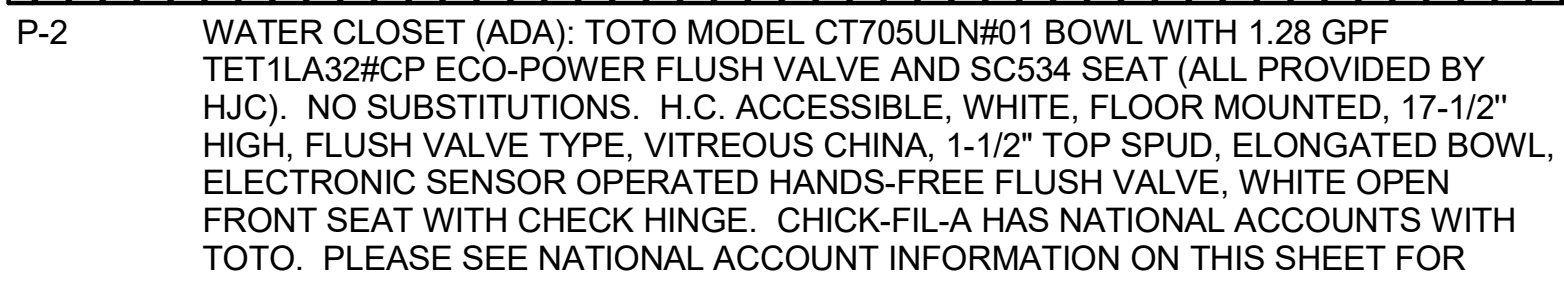 P-2 WATER CLOSET (ADA): TOTO MODEL CT705ULN#01 BOWL WITH 1.28 GPF
TET1LA32#CP ECO-POWER FLUSH VALVE AND SC534 SEAT (ALL PROVIDED BY
HJC). NO SUBSTITUTIONS. H.C. ACCESSIBLE, WHITE, FLOOR MOUNTED, 17-1/2"
HIGH, FLUSH VALVE TYPE, VITREOUS CHINA, 1-1/2" TOP SPUD, ELONGATED BOWL,
ELECTRONIC SENSOR OPERATED HANDS-FREE FLUSH VALVE, WHITE OPEN
FRONT SEAT WITH CHECK HINGE. CHICK-FIL-A HAS NATIONAL ACCOUNTS WITH
TOTO. PLEASE SEE NATIONAL ACCOUNT INFORMATION ON THIS SHEET FOR